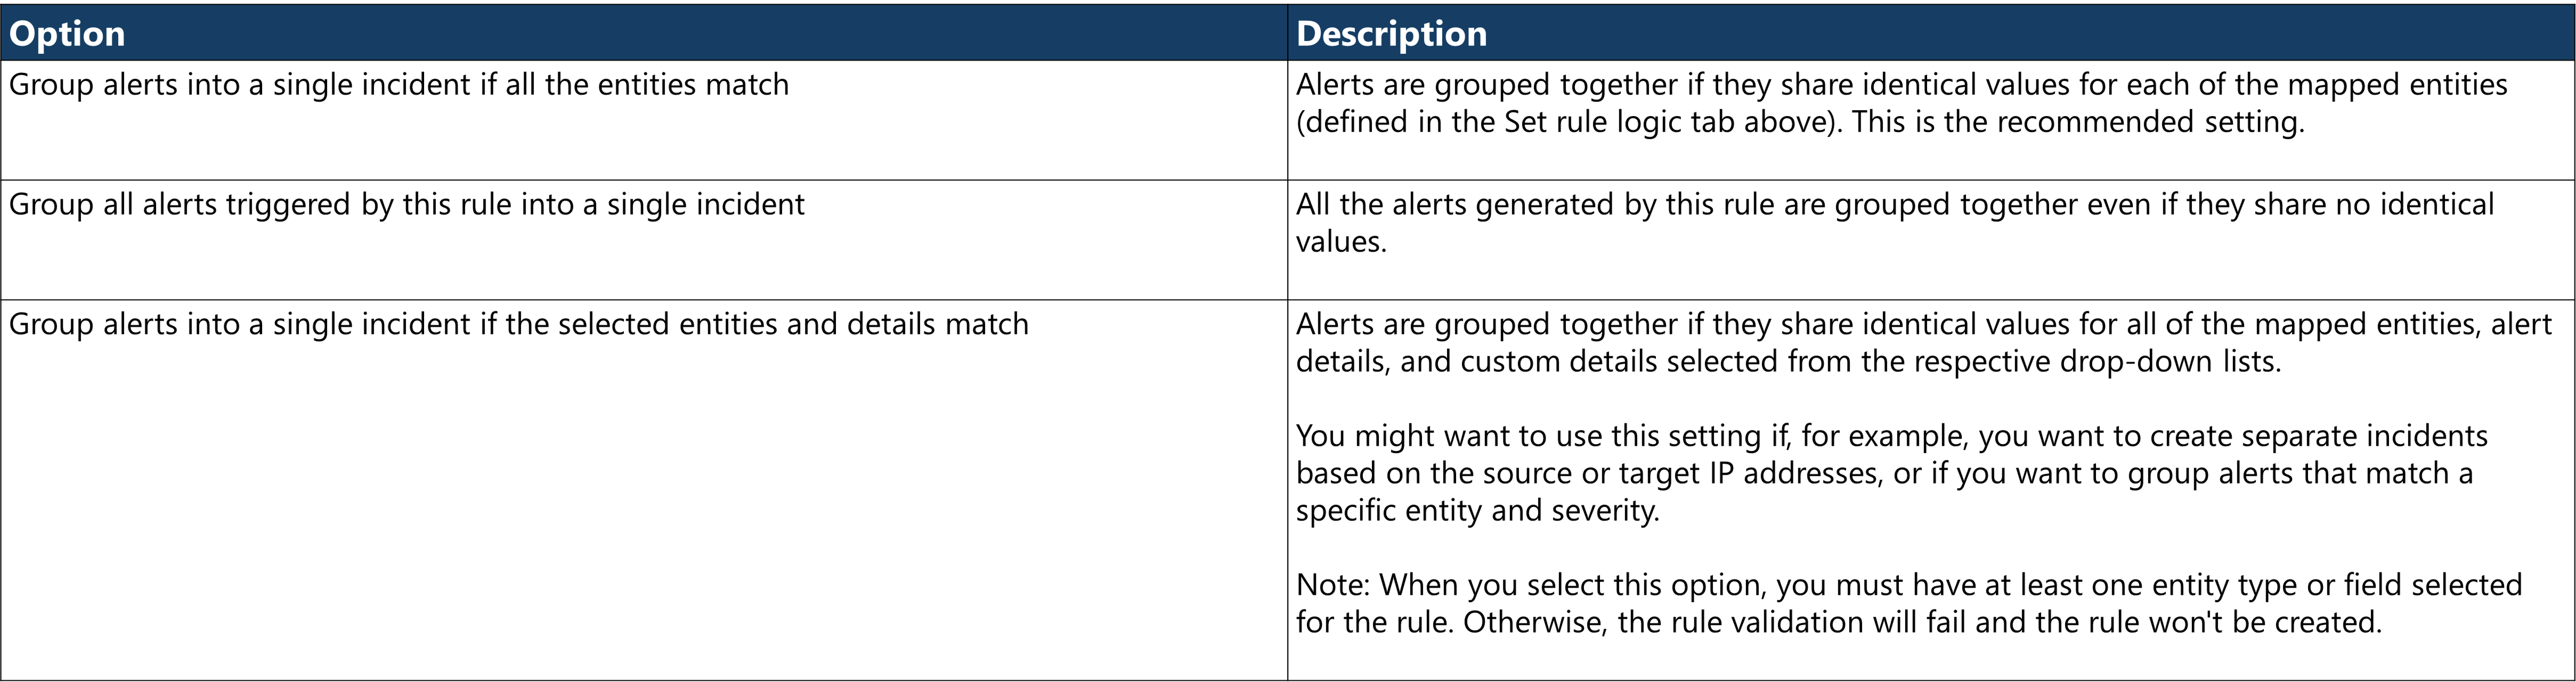 Option
Description
Group alerts into a single incident if all the entities match
Alerts are grouped together if they share identical values for each of the mapped entities
(defined in the Set rule logic tab above). This is the recommended setting.
Group all alerts triggered by this rule into a single incident
All the alerts generated by this rule are grouped together even if they share no identical
values.
Group alerts into a single incident if the selected entities and details match
Alerts are grouped together if they share identical values for all of the mapped entities, alert
details, and custom details selected from the respective drop-down lists.
You might want to use this setting if, for example, you want to create separate incidents
based on the source or target IP addresses, or if you want to group alerts that match a
specific entity and severity.
Note: When you select this option, you must have at least one entity type or field selected
for the rule. Otherwise, the rule validation will fail and the rule won't be created.